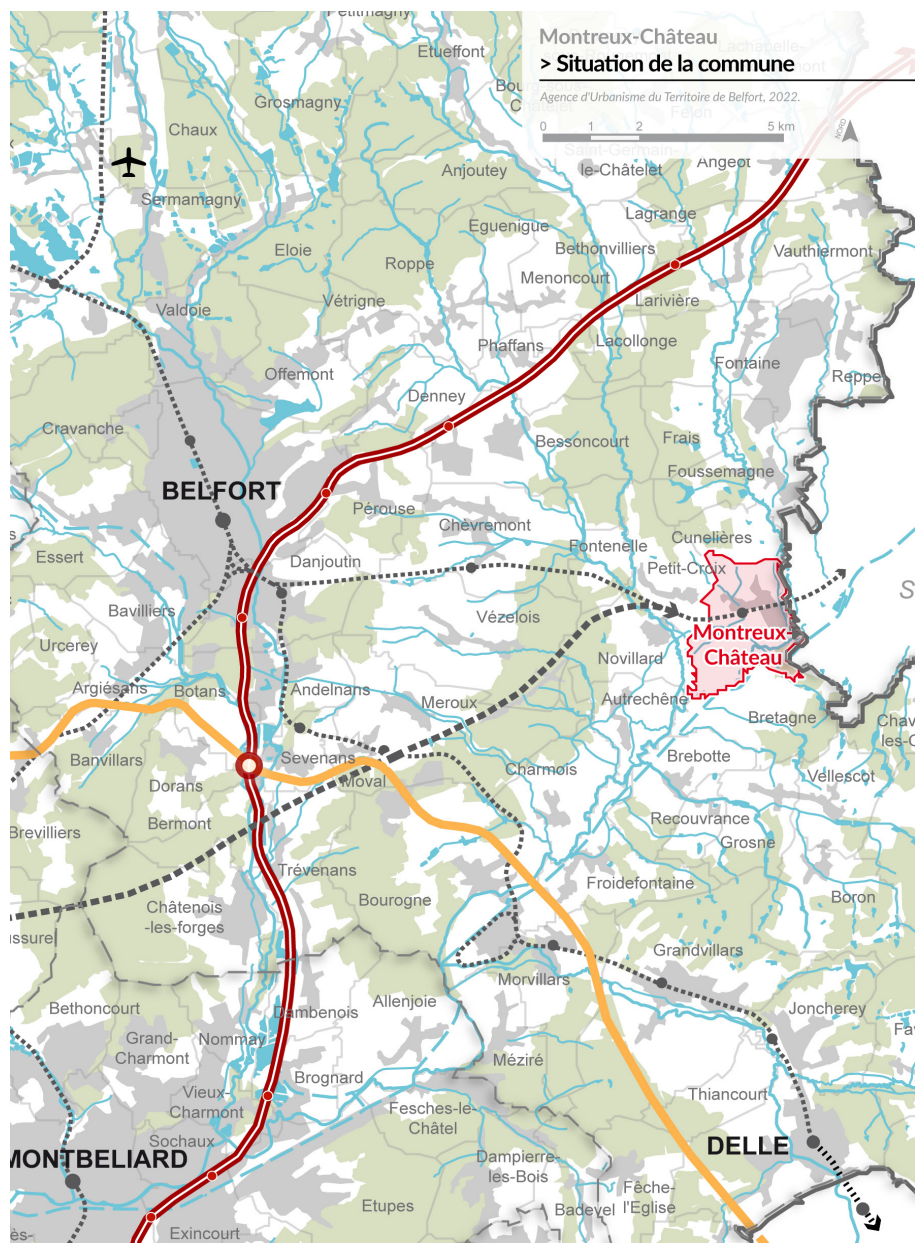 Montreux-Château
> Situation de la commune
Agence d'Urbanisme du Territoire de Belfort, 2022.
0 1 2 5 km
NORD
Petitmagny
Etueffont
Grosmagny
Chaux
Saint-Germain-
le-Châtelet
Angeot
Anjoutey
Sermamagny
Lagrange
Eguenigue
Bethonvilliers
Vauthiermont
Eloie
Roppe
Menoncourt
Larivière
Vétrigne
Valdoie
Phaffans
Lacollonge
Fontaine
Offemont
Reppe
Denney
Cravanche
Bessoncourt
Frais
Foussemagne
BELFORT
Pérouse
Chèvremont
Cunelières
Essert
Danjoutin
Fontenelle
Petit-Croix
Bavilliers
Vézelois
Montreux-
Château
Urcerey
Novillard
Argiésans
Botans
Andelnans
Meroux
Autrechêne
Bretagne
Banvillars
Sevenans
Brebotte
Charmois
Moval
Dorans
Vellescot
Bermont
Recouvrance
Brevilliers
Grosne
Trévenans
Froidefontaine
Bourogne
Boron
Châtenois
-les-forges
Grandvillars
Morvillars
Allenjoie
Bethoncourt
Dambenois
Joncherey
Grand-
Charmont
Nommay
Méziré
Brognard
Vieux-
Charmont
Thiancourt
Fesches-le-
Châtel
Sochaux
MONTBELIARD
DELLE
Dampierre-
les-Bois
Fêche-
l'Eglise
Etupes
Badevel
Exincourt